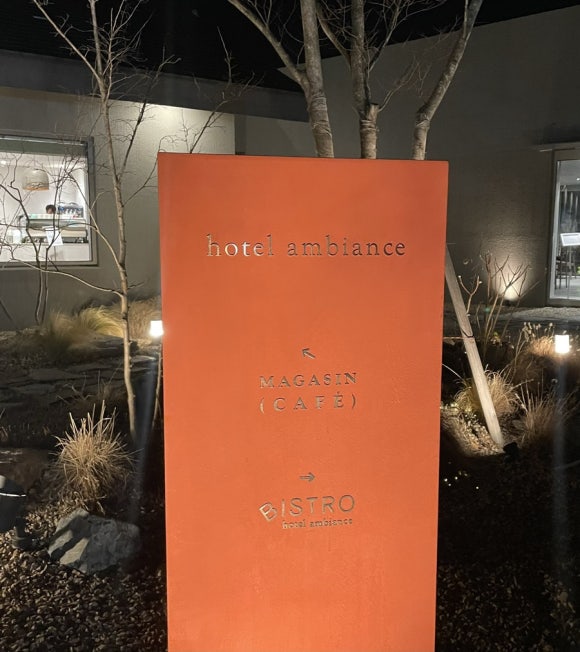 hotel ambiance
↖
MAGASIN
(CAFÉ)
→
BISTRO
hotel ambiance